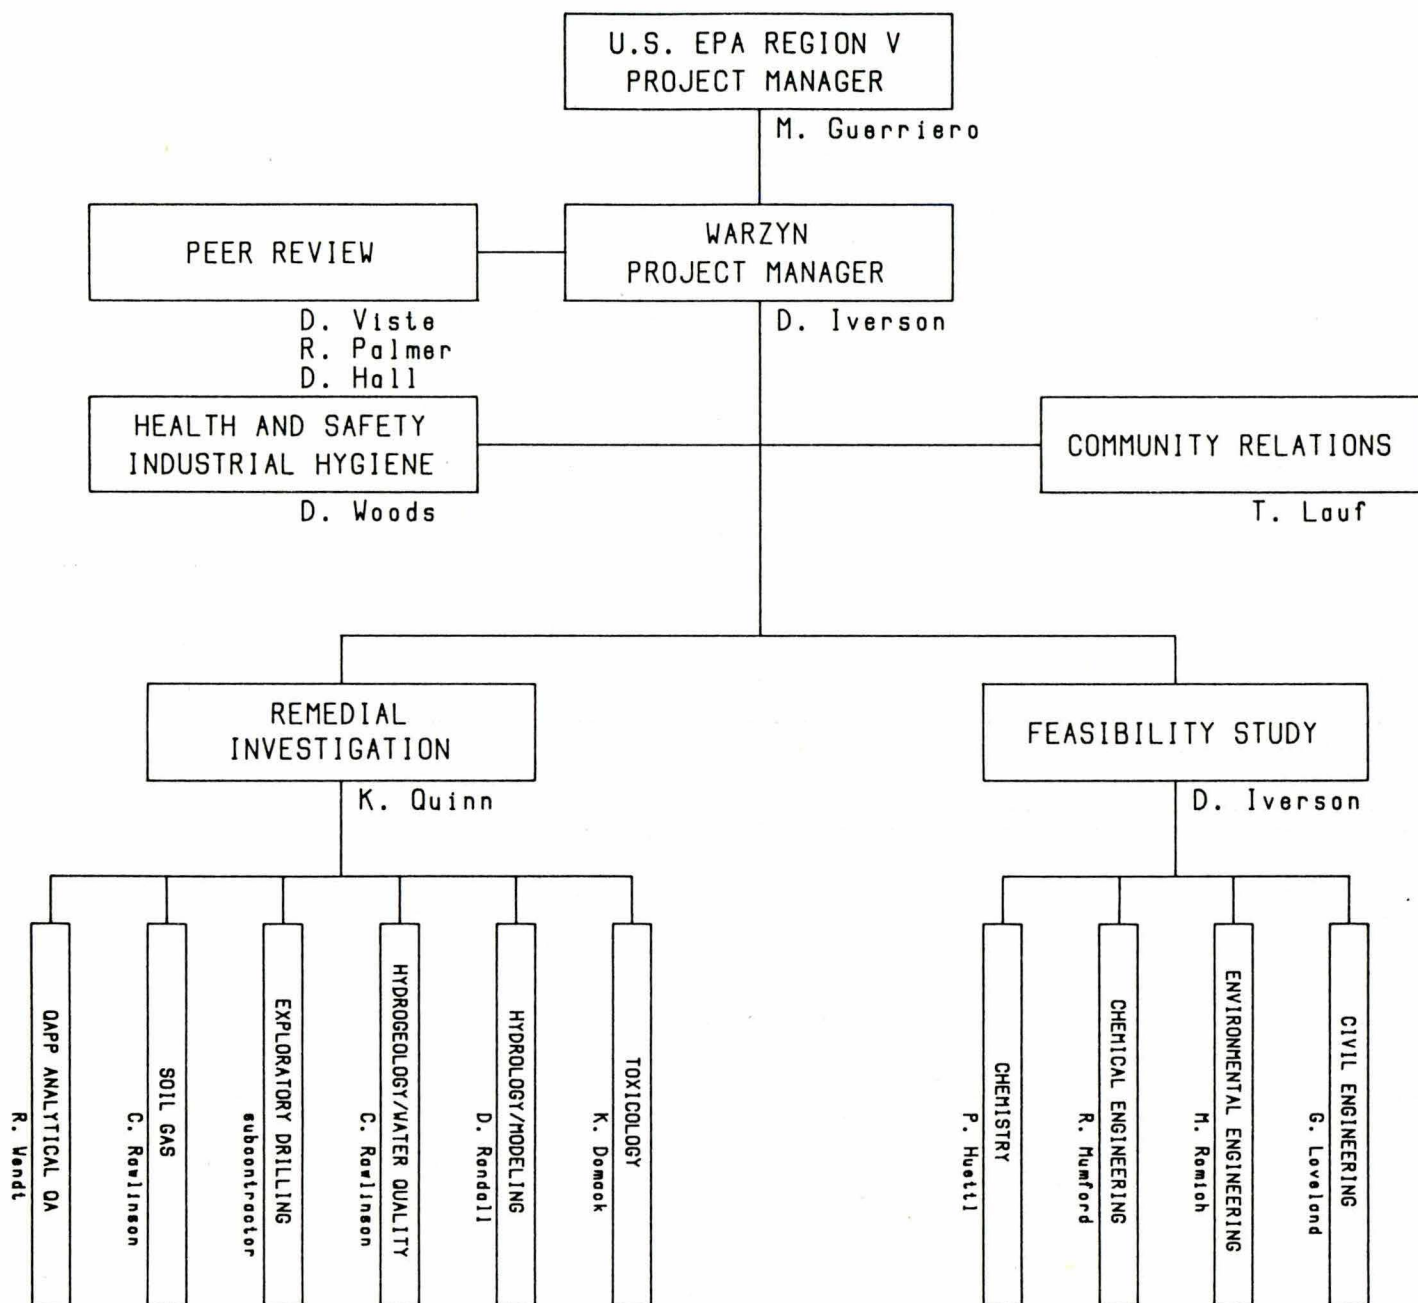 U.S. EPA REGION V
PROJECT MANAGER
M. Guerriero
PEER REVIEW
D. Viste
R. Palmer
D. Hall
WARZYN
PROJECT MANAGER
D. Iverson
HEALTH AND SAFETY
INDUSTRIAL HYGIENE
D. Woods
COMMUNITY RELATIONS
T. Lauf
REMEDIAL
INVESTIGATION
K. Quinn
FEASIBILITY STUDY
D. Iverson
QAPP ANALYTICAL QA
R. Wendt
SOIL GAS
C. Rawlinson
EXPLORATORY DRILLING
subcontractor
HYDROGEOLOGY/WATER QUALITY
C. Rawlinson
HYDROLOGY/MODELING
D. Randall
TOXICOLOGY
K. Domack
CHEMISTRY
P. Huettl
CHEMICAL ENGINEERING
R. Mumford
ENVIRONMENTAL ENGINEERING
M. Romich
CIVIL ENGINEERING
G. Loveland